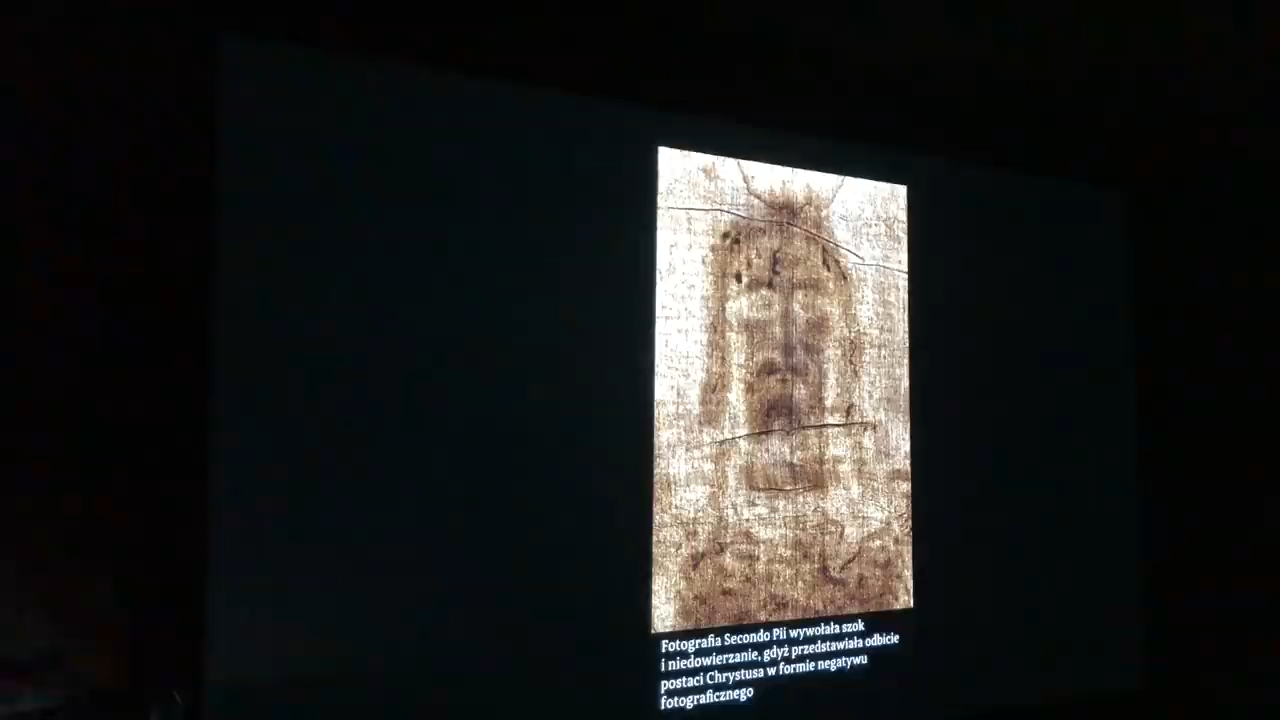 Fotografia Secondo Pii wywołała szok
i niedowierzanie, gdyż przedstawiała odbicie
postaci Chrystusa w formie negatywu
fotograficznego